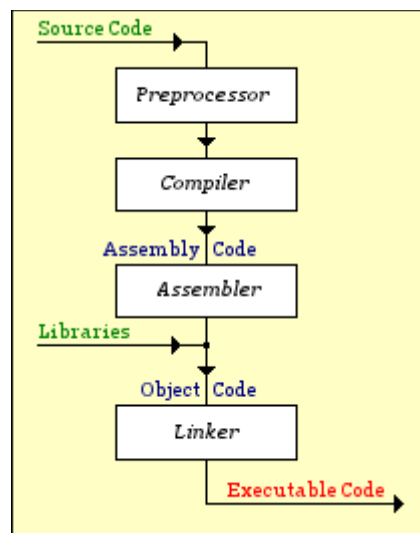 Source Code
Preprocessor
Compiler
Assembly Code
Assembler
Libraries
Object Code
Linker
Executable Code